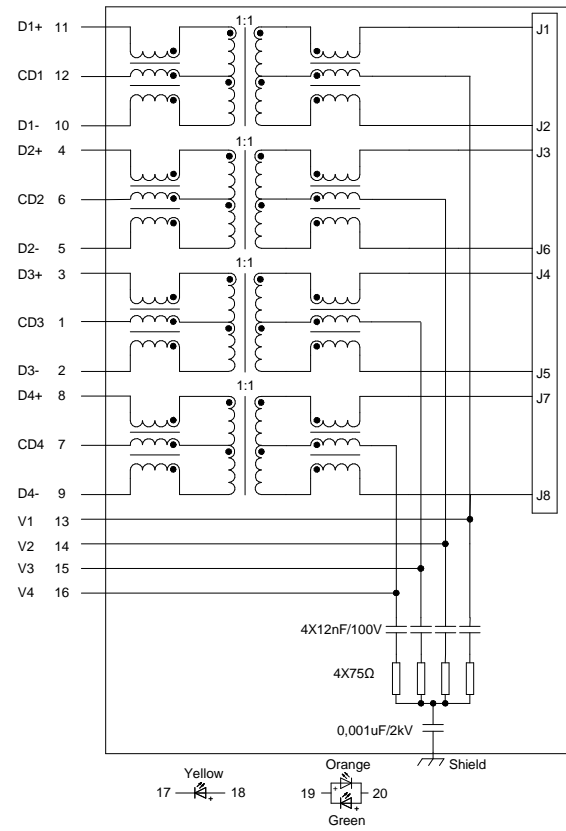 1:1
D1+ 11 J1
CD1 12
D1- 10 J2
D2+ 4 1:1 J3
CD2 6
D2- 5 J6
D3+ 3 1:1 J4
CD3 1
D3- 2 J5
D4+ 8 1:1 J7
CD4 7
D4- 9 J8
V1 13
V2 14
V3 15
V4 16
4X12nF/100V
4X75Ω
0,001uF/2kV
Shield
Yellow
17 + 18
Orange
19 + + 20
Green